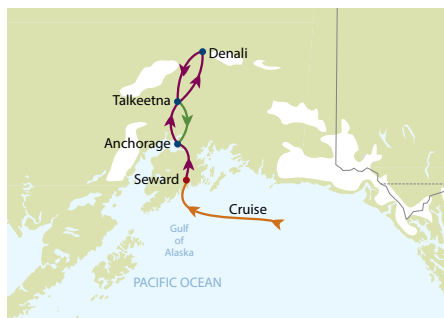 Denali
Talkeetna
Anchorage
Seward
Cruise
Gulf
of
Alaska
PACIFIC OCEAN